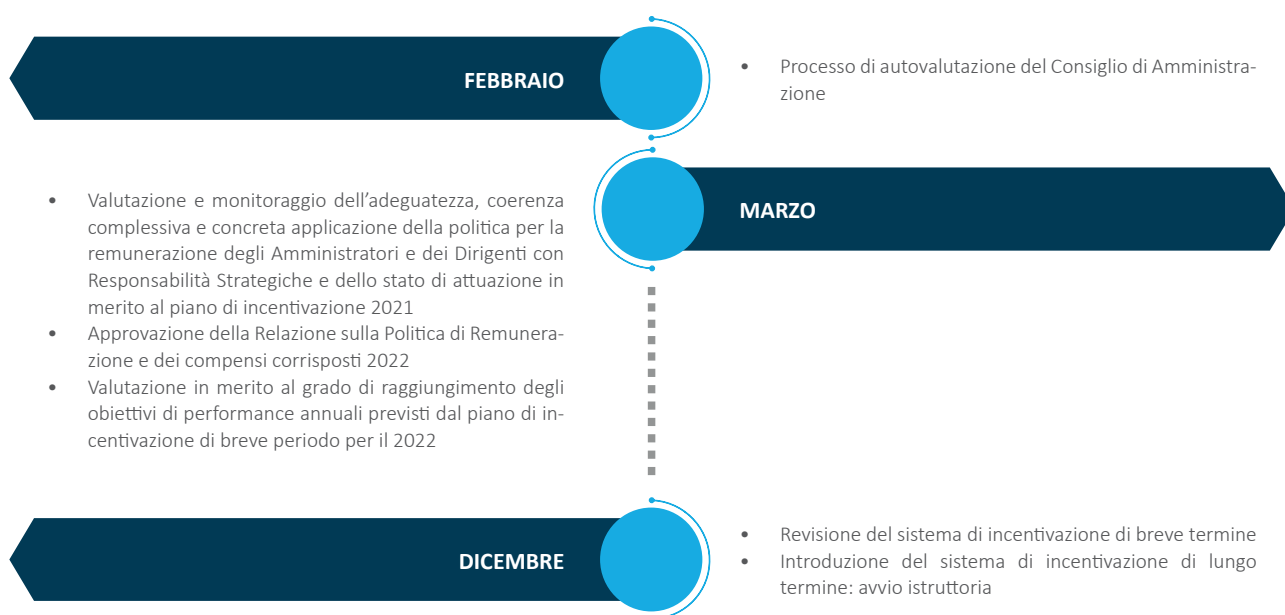 FEBBRAIO
• Processo di autovalutazione del Consiglio di Amministra-
zione
MARZO
• Valutazione e monitoraggio dell’adeguatezza, coerenza
complessiva e concreta applicazione della politica per la
remunerazione degli Amministratori e dei Dirigenti con
Responsabilità Strategiche e dello stato di attuazione in
merito al piano di incentivazione 2021
• Approvazione della Relazione sulla Politica di Remunera-
zione e dei compensi corrisposti 2022
• Valutazione in merito al grado di raggiungimento degli
obiettivi di performance annuali previsti dal piano di in-
centivazione di breve periodo per il 2022
DICEMBRE
• Revisione del sistema di incentivazione di breve termine
• Introduzione del sistema di incentivazione di lungo
termine: avvio istruttoria